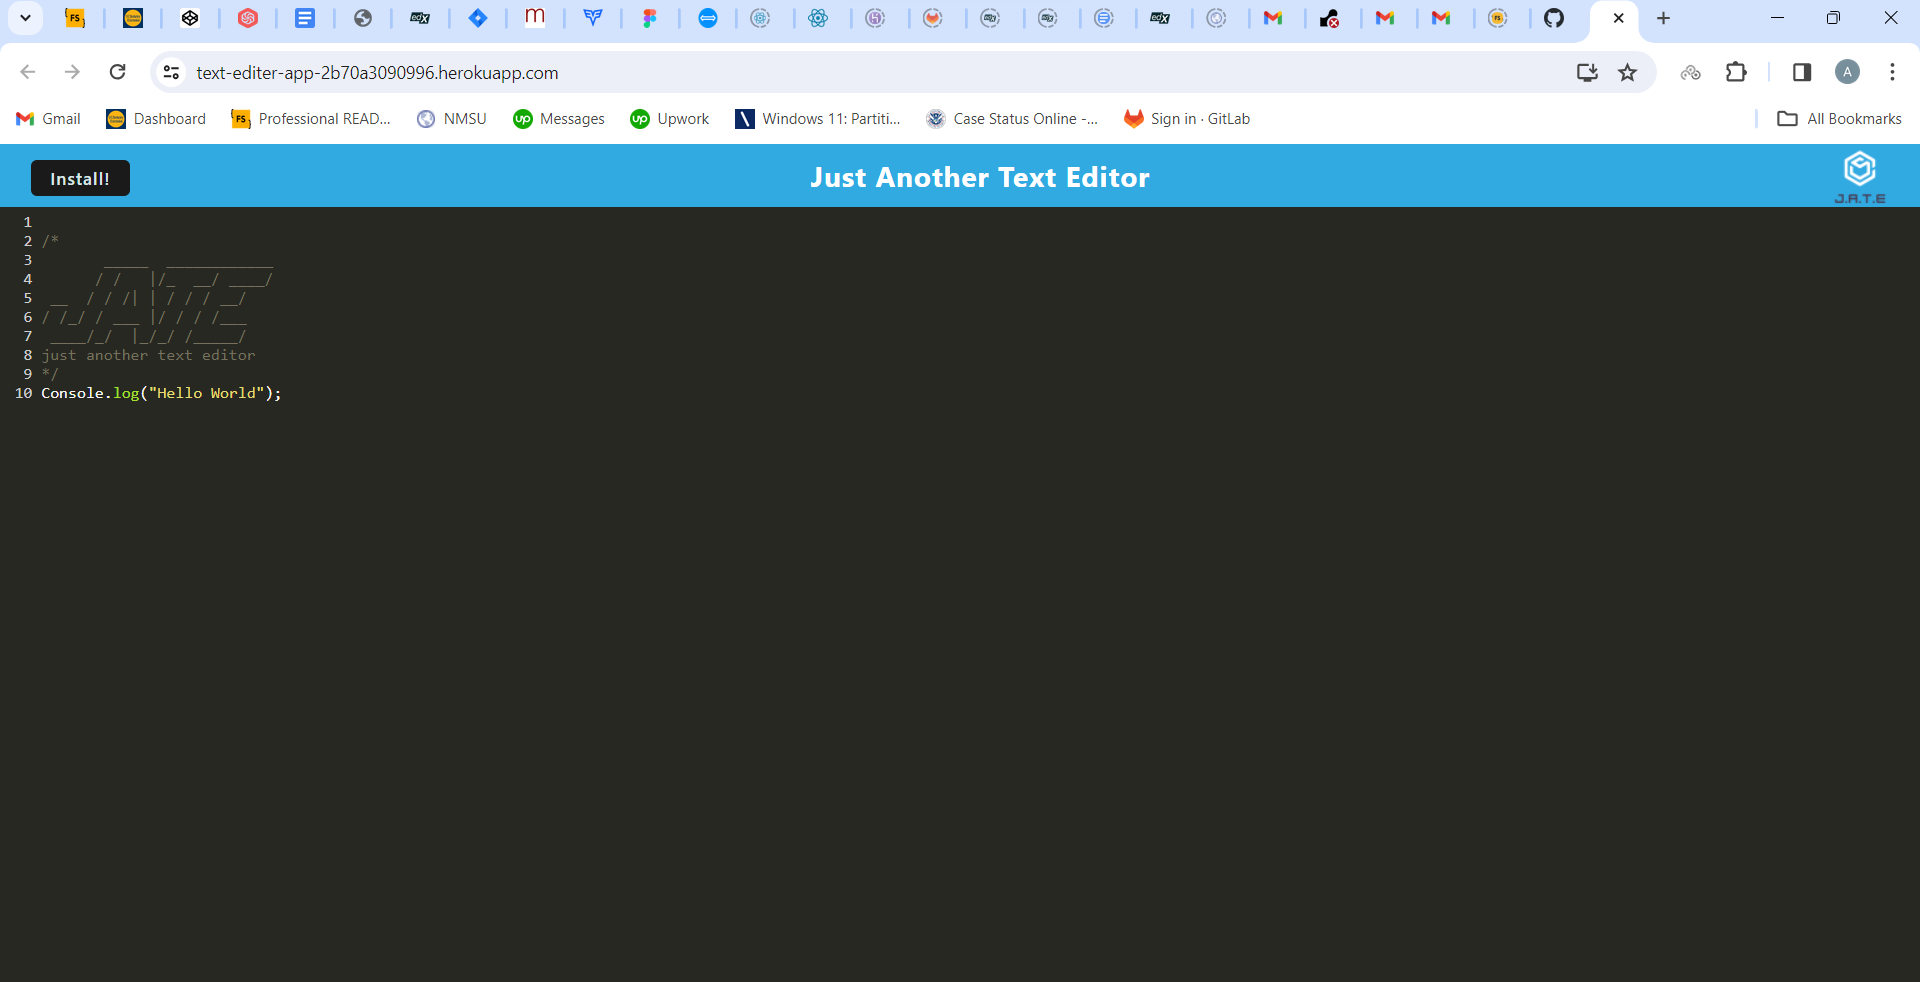 text-editer-app-2b70a3090996.herokuapp.com
A
Gmail
Dashboard
Professional READ...
NMSU
Messages
Upwork
Windows 11: Partiti...
Case Status Online -...
Sign in · GitLab
All Bookmarks
Install!
Just Another Text Editor
J.A.T.E
1
2 /*
3       _____  ____________
4      / /   |/_  __/ ____/
5 __  / / /| | / / / __/
6 / /_/ / ___ |/ / / /___
7 ____/_/  |_/_/ /_____/
8 just another text editor
9 */
10 Console.log("Hello World");